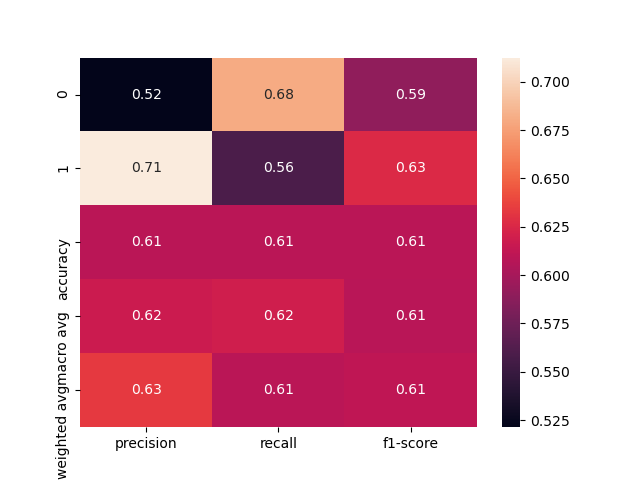 0 0.52 0.68 0.59
1 0.71 0.56 0.63
accuracy 0.61 0.61 0.61
macro avg 0.62 0.62 0.61
weighted avg 0.63 0.61 0.61
precision recall f1-score
0.700
0.675
0.650
0.625
0.600
0.575
0.550
0.525